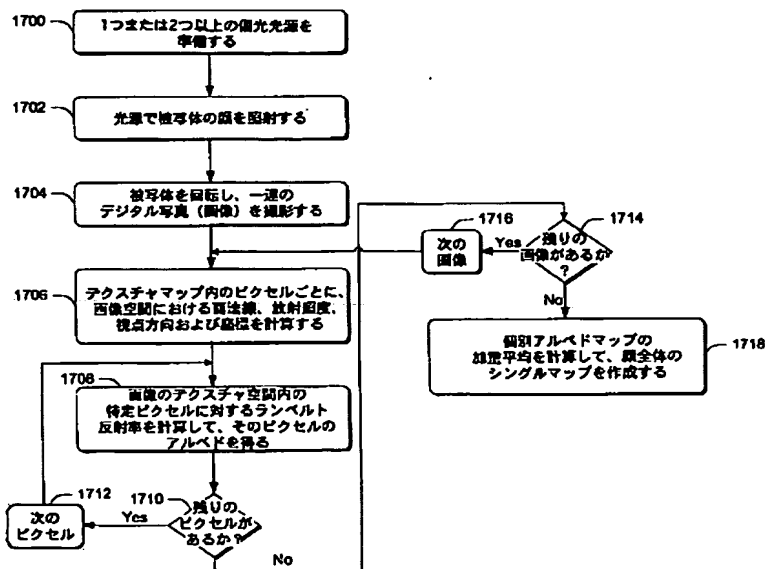 1700
1つまたは2つ以上の偏光光源を
準備する
1702
光源で被写体の顔を照射する
1704
被写体を回転し、一連の
デジタル写真（画像）を撮影する
1706
テクスチャマップ内のピクセルごとに、
画像空間における面法線、放射照度、
視点方向および座標を計算する
1708
画像のテクスチャ空間内の
特定ピクセルに対するランベルト
反射率を計算して、そのピクセルの
アルベドを得る
1710
残りの
ピクセルが
あるか？
Yes
1712
次の
ピクセル
No
1714
残りの
画像があるか
？
Yes
1716
次の
画像
No
1718
個別アルベドマップの
加重平均を計算して、顔全体の
シングルマップを作成する